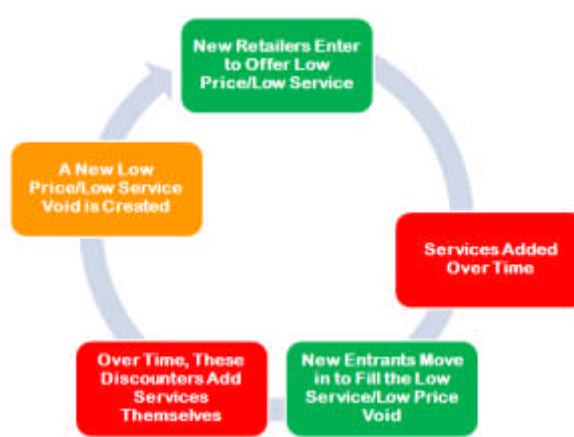 New Retailers Enter
to Offer Low
Price/Low Service
Services Added
Over Time
New Entrants Move
in to Fill the Low
Service/Low Price
Void
Over Time, These
Discounters Add
Services
Themselves
A New Low
Price/Low Service
Void is Created